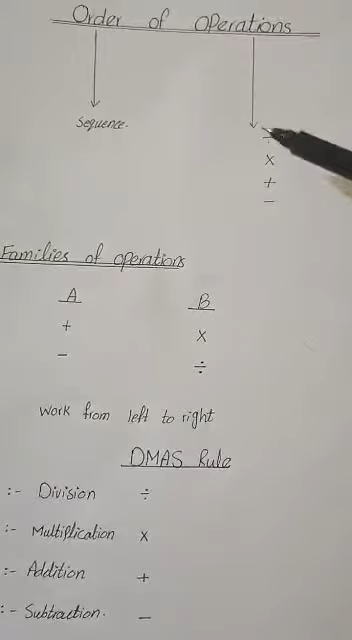 Order of Operations
Sequence.
÷
×
+
-
Families of operations
A B
+ ×
- ÷
Work from left to right
DMAS Rule
:- Division ÷
:- Multiplication ×
:- Addition +
:- Subtraction. -